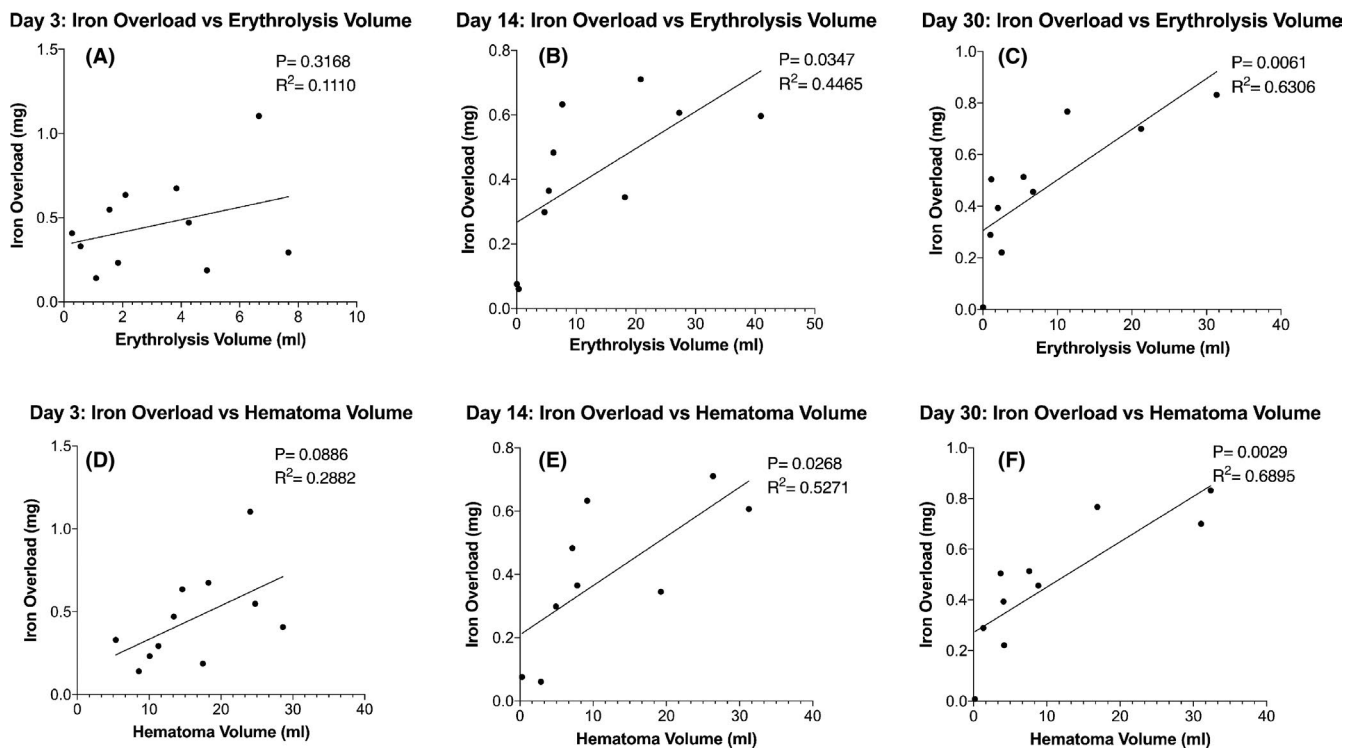 Day 3: Iron Overload vs Erythrolysis Volume
(A)
P= 0.3168
R²= 0.1110
Iron Overload (mg)
1.5
1.0
0.5
0.0
0 2 4 6 8 10
Erythrolysis Volume (ml)
Day 14: Iron Overload vs Erythrolysis Volume
(B)
P= 0.0347
R²= 0.4465
Iron Overload (mg)
0.8
0.6
0.4
0.2
0.0
0 10 20 30 40 50
Erythrolysis Volume (ml)
Day 30: Iron Overload vs Erythrolysis Volume
(C)
P= 0.0061
R²= 0.6306
Iron Overload (mg)
1.0
0.8
0.6
0.4
0.2
0.0
0 10 20 30 40
Erythrolysis Volume (ml)
Day 3: Iron Overload vs Hematoma Volume
(D)
P= 0.0886
R²= 0.2882
Iron Overload (mg)
1.5
1.0
0.5
0.0
0 10 20 30 40
Hematoma Volume (ml)
Day 14: Iron Overload vs Hematoma Volume
(E)
P= 0.0268
R²= 0.5271
Iron Overload (mg)
0.8
0.6
0.4
0.2
0.0
0 10 20 30 40
Hematoma Volume (ml)
Day 30: Iron Overload vs Hematoma Volume
(F)
P= 0.0029
R²= 0.6895
Iron Overload (mg)
1.0
0.8
0.6
0.4
0.2
0.0
0 10 20 30 40
Hematoma Volume (ml)